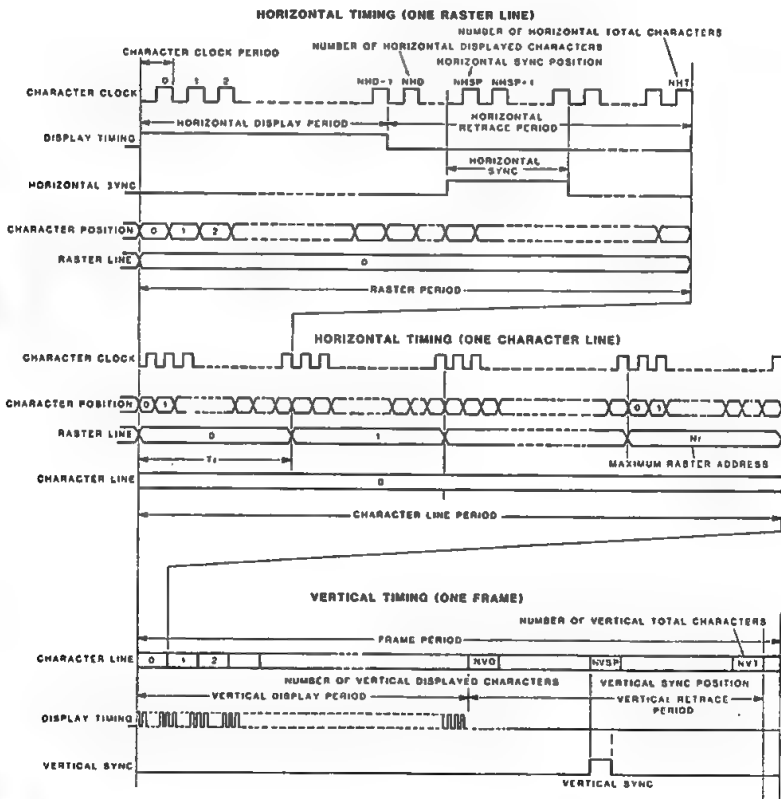 HORIZONTAL TIMING (ONE RASTER LINE)
NUMBER OF HORIZONTAL TOTAL CHARACTERS
CHARACTER CLOCK PERIOD
NUMBER OF HORIZONTAL DISPLAYED CHARACTERS
HORIZONTAL SYNC POSITION
0 1 2 NHD-1 NHD NHSP NHSP+1 NHT
CHARACTER CLOCK
HORIZONTAL DISPLAY PERIOD
HORIZONTAL
RETRACE PERIOD
DISPLAY TIMING
HORIZONTAL
SYNC
HORIZONTAL SYNC
CHARACTER POSITION 0 1 2
RASTER LINE 0
RASTER PERIOD
HORIZONTAL TIMING (ONE CHARACTER LINE)
CHARACTER CLOCK
CHARACTER POSITION 0 1 0 1
RASTER LINE 0 1 Nr
MAXIMUM RASTER ADDRESS
CHARACTER LINE 0
CHARACTER LINE PERIOD
VERTICAL TIMING (ONE FRAME)
NUMBER OF VERTICAL TOTAL CHARACTERS
FRAME PERIOD
CHARACTER LINE 0 1 2 NVD NVSP NVT
NUMBER OF VERTICAL DISPLAYED CHARACTERS
VERTICAL SYNC POSITION
VERTICAL DISPLAY PERIOD
VERTICAL RETRACE
PERIOD
DISPLAY TIMING
VERTICAL SYNC
VERTICAL SYNC